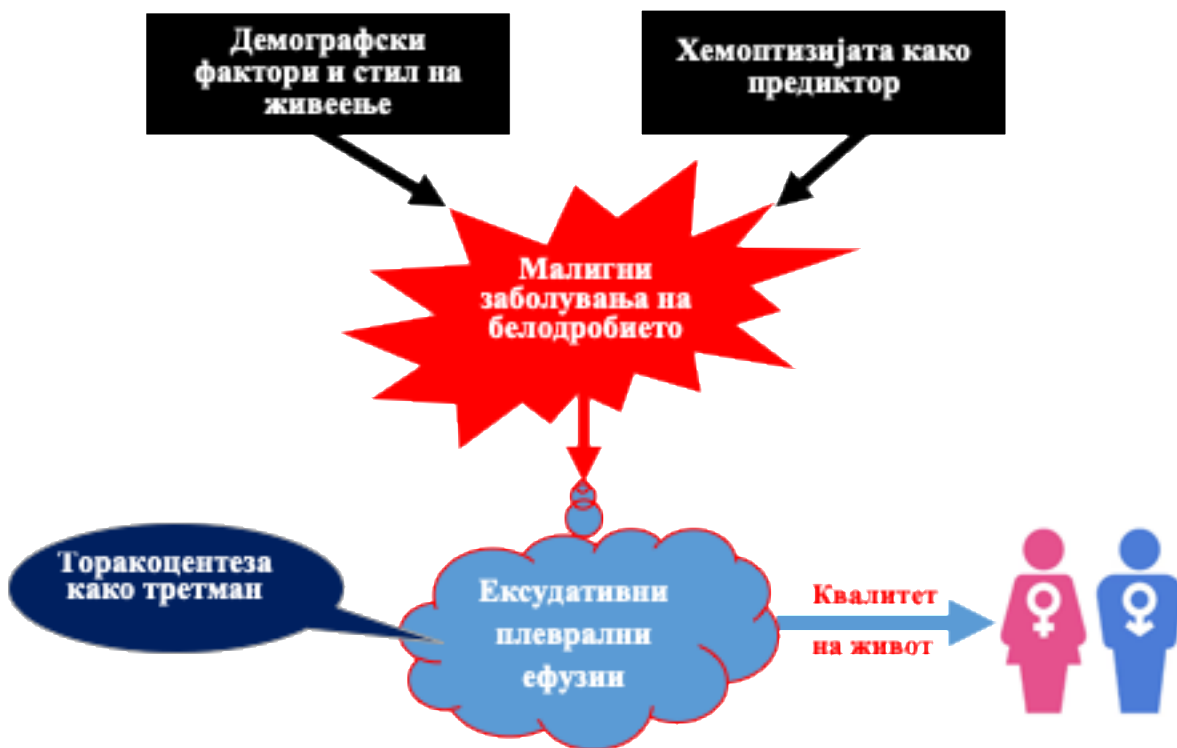 Демографски
фактори и стил на
живеење
Хемоптизијата како
предиктор
Малигни
заболувања на
белодробието
Торакоцентеза
како третман
Ексудативни
плеврални
ефузии
Квалитет
на живот